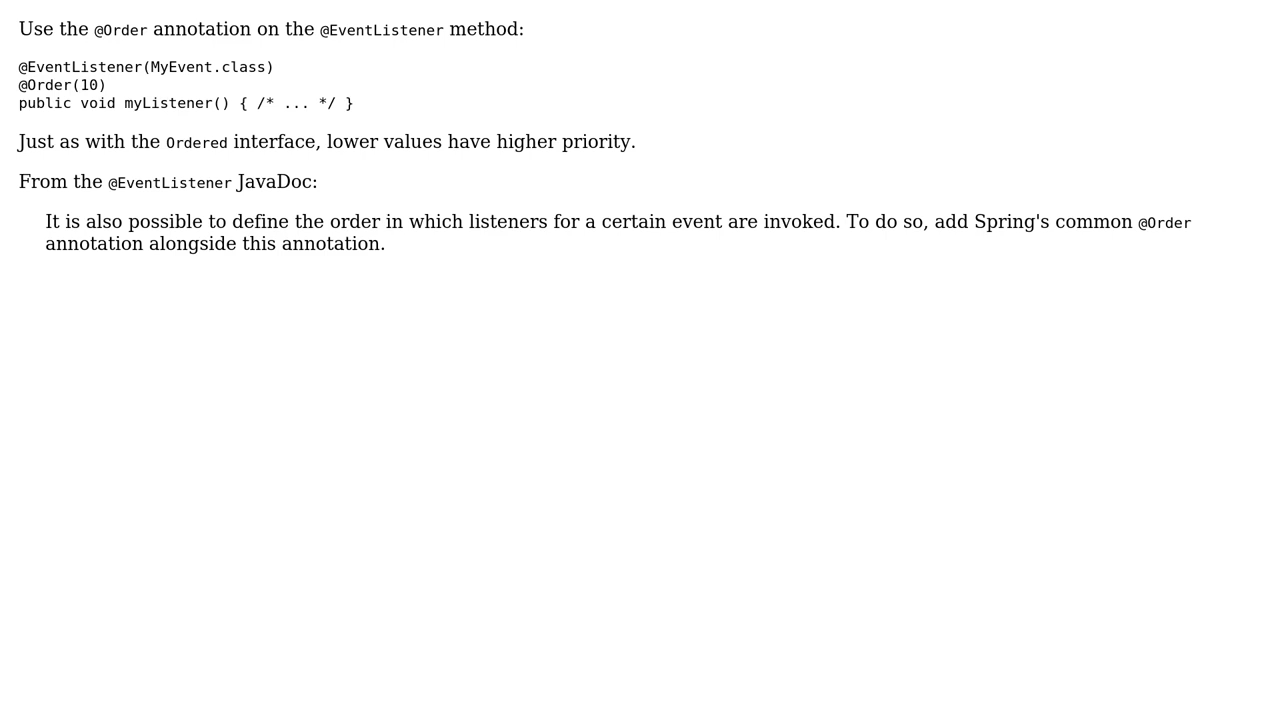 Use the @Order annotation on the @EventListener method:
@EventListener(MyEvent.class)
@Order(10)
public void myListener() { /* ... */ }
Just as with the Ordered interface, lower values have higher priority.
From the @EventListener JavaDoc:
It is also possible to define the order in which listeners for a certain event are invoked. To do so, add Spring's common @Order
annotation alongside this annotation.